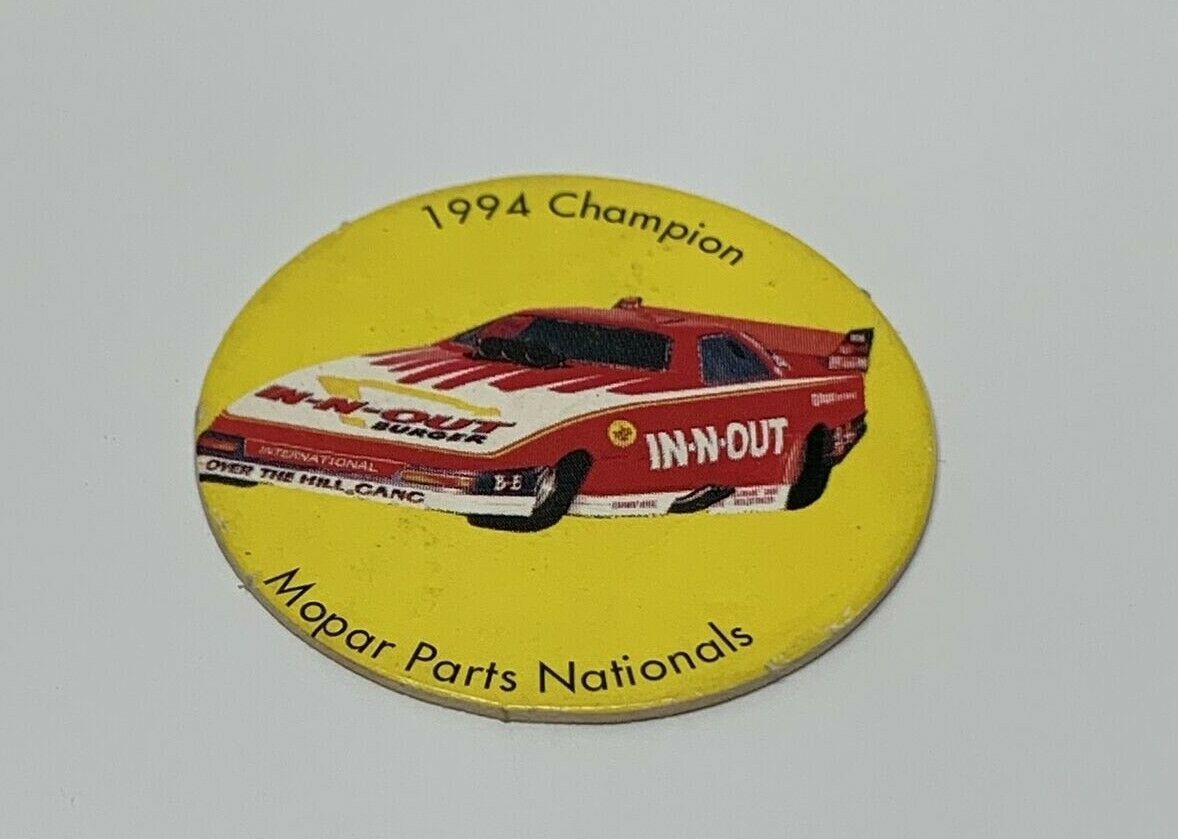 1994 Champion
IN-N-OUT
BURGER
INTERNATIONAL
OVER THE HILL GANG
IN-N-OUT
Mopar Parts Nationals